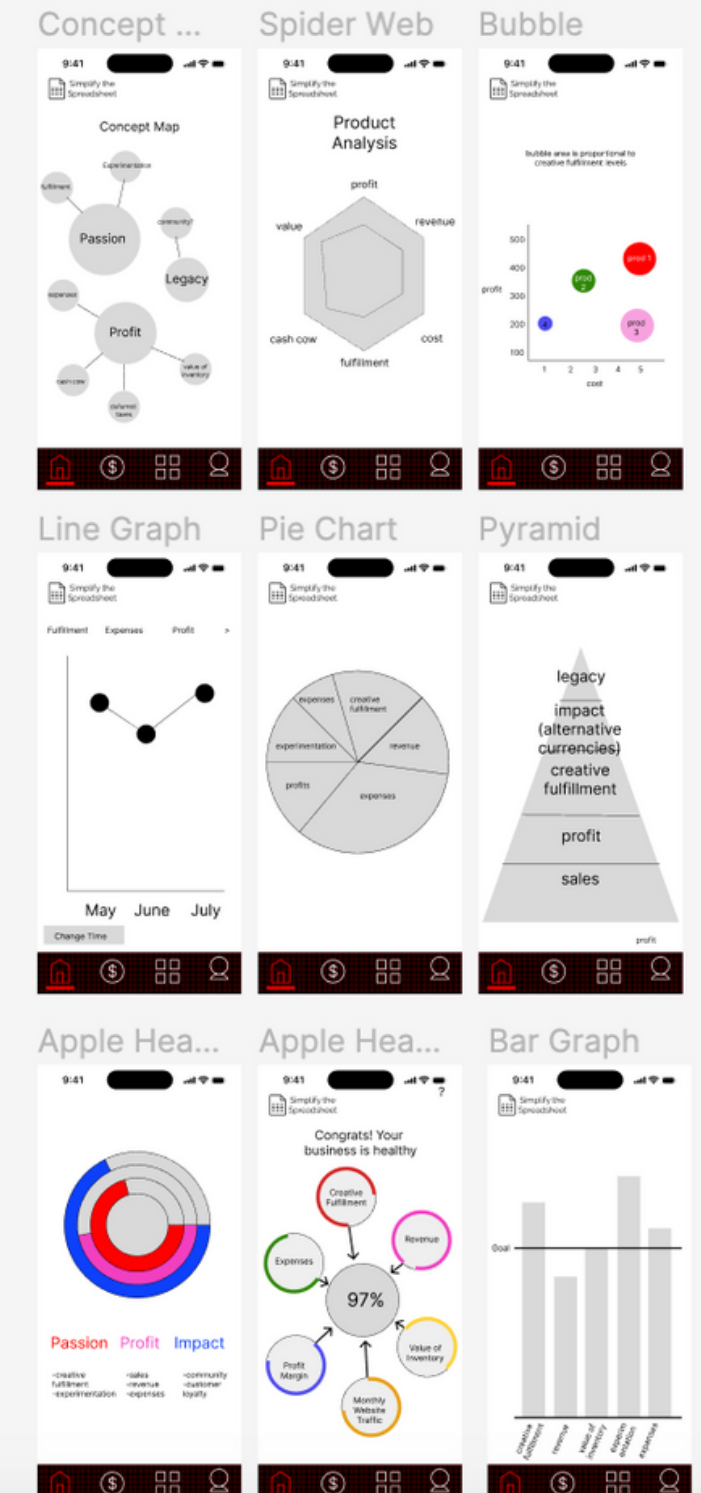 Concept ...
9:41
Simplify the
Spreadsheet
Concept Map
Experimentation
fulfillment
Passion
community?
Legacy
expenses
Profit
cash cow
value of
inventory
deferred
taxes
Spider Web
9:41
Simplify the
Spreadsheet
Product
Analysis
profit
value
revenue
cash cow
cost
fulfillment
Bubble
9:41
Simplify the
Spreadsheet
bubble area is proportional to
creative fulfillment levels.
500
400
300
200
100
profit
prod 1
prod
2
prod
3
4
1 2 3 4 5
cost
Line Graph
9:41
Simplify the
Spreadsheet
Fulfillment Expenses Profit >
May June July
Change Time
Pie Chart
9:41
Simplify the
Spreadsheet
expenses
creative
fulfillment
experimentation
revenue
profits
expenses
Pyramid
9:41
Simplify the
Spreadsheet
legacy
impact
(alternative
currencies)
creative
fulfillment
profit
sales
profit
Apple Hea...
9:41
Passion Profit Impact
-creative
fulfillment
-experimentation
-sales
-revenue
-expenses
-community
-customer
loyalty
Apple Hea...
9:41
?
Simplify the
Spreadsheet
Congrats! Your
business is healthy
Creative
Fulfillment
Revenue
Expenses
97%
Value of
Inventory
Profit
Margin
Monthly
Website
Traffic
Bar Graph
9:41
Simplify the
Spreadsheet
Goal
creative
fulfillment
revenue
value of
inventory
experim
entation
expenses